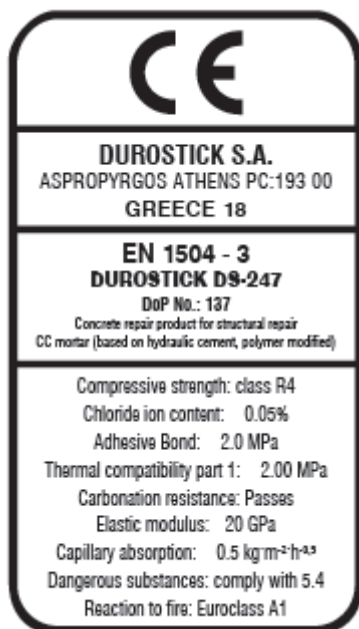 CE
DUROSTICK S.A.
ASPROPYRGOS ATHENS PC:193 00
GREECE 18
EN 1504 - 3
DUROSTICK DS-247
DoP No.: 137
Concrete repair product for structural repair
CC mortar (based on hydraulic cement, polymer modified)
Compressive strength: class R4
Chloride ion content: 0.05%
Adhesive Bond: 2.0 MPa
Thermal compatibility part 1: 2.00 MPa
Carbonation resistance: Passes
Elastic modulus: 20 GPa
Capillary absorption: 0.5 kg·m⁻²·h⁻⁰·⁵
Dangerous substances: comply with 5.4
Reaction to fire: Euroclass A1